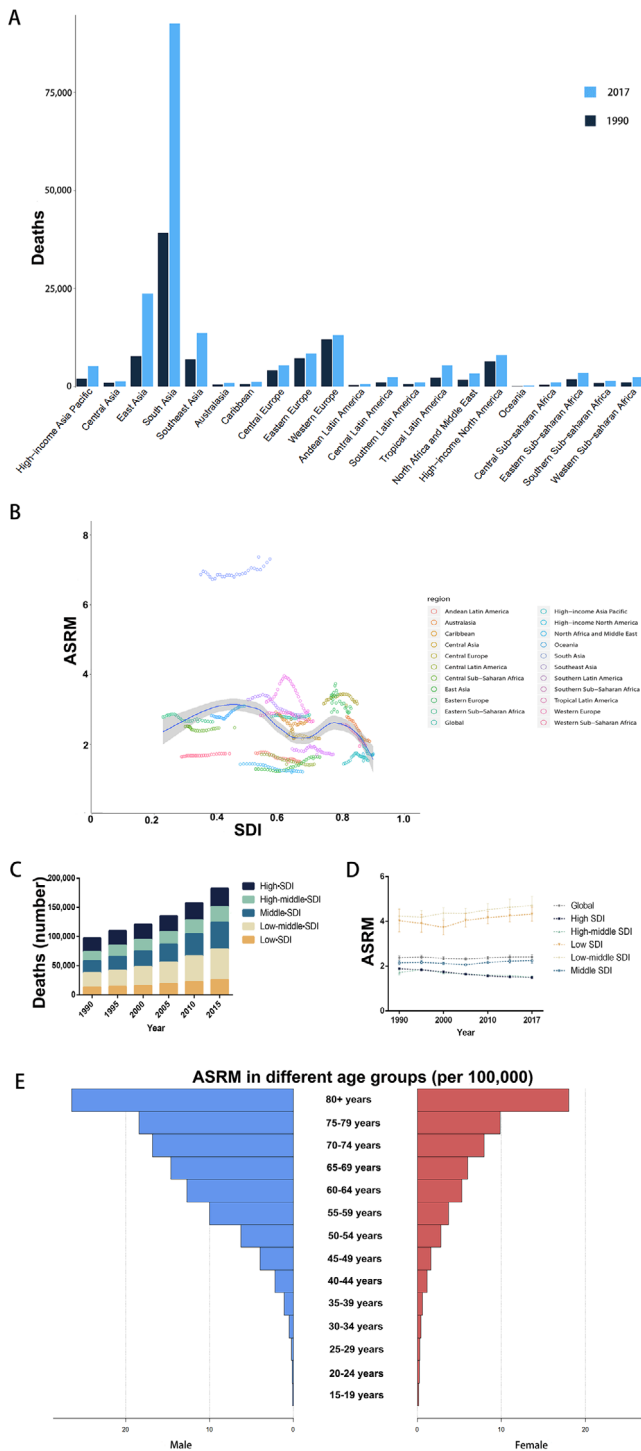 A
Deaths
75,000
50,000
25,000
0
2017
1990
High-income Asia Pacific
Central Asia
East Asia
South Asia
Southeast Asia
Australasia
Caribbean
Central Europe
Eastern Europe
Western Europe
Andean Latin America
Central Latin America
Southern Latin America
Tropical Latin America
North Africa and Middle East
High-income North America
Oceania
Central Sub-saharan Africa
Eastern Sub-saharan Africa
Southern Sub-saharan Africa
Western Sub-saharan Africa
B
ASRM
8
6
4
2
0
0.2
0.4
0.6
0.8
1.0
SDI
region
Andean Latin America
Australasia
Caribbean
Central Asia
Central Europe
Central Latin America
Central Sub-Saharan Africa
East Asia
Eastern Europe
Eastern Sub-Saharan Africa
Global
High-income Asia Pacific
High-income North America
North Africa and Middle East
Oceania
South Asia
Southeast Asia
Southern Latin America
Southern Sub-Saharan Africa
Tropical Latin America
Western Europe
Western Sub-Saharan Africa
C
Deaths (number)
200,000
150,000
100,000
50,000
0
1990
1995
2000
2005
2010
2015
Year
High-SDI
High-middle-SDI
Middle-SDI
Low-middle-SDI
Low-SDI
D
ASRM
6
4
2
0
1990
2000
2010
2017
Year
Global
High SDI
High-middle SDI
Low SDI
Low-middle SDI
Middle SDI
E
ASRM in different age groups (per 100,000)
80+ years
75-79 years
70-74 years
65-69 years
60-64 years
55-59 years
50-54 years
45-49 years
40-44 years
35-39 years
30-34 years
25-29 years
20-24 years
15-19 years
20
10
0
0
10
20
Male
Female